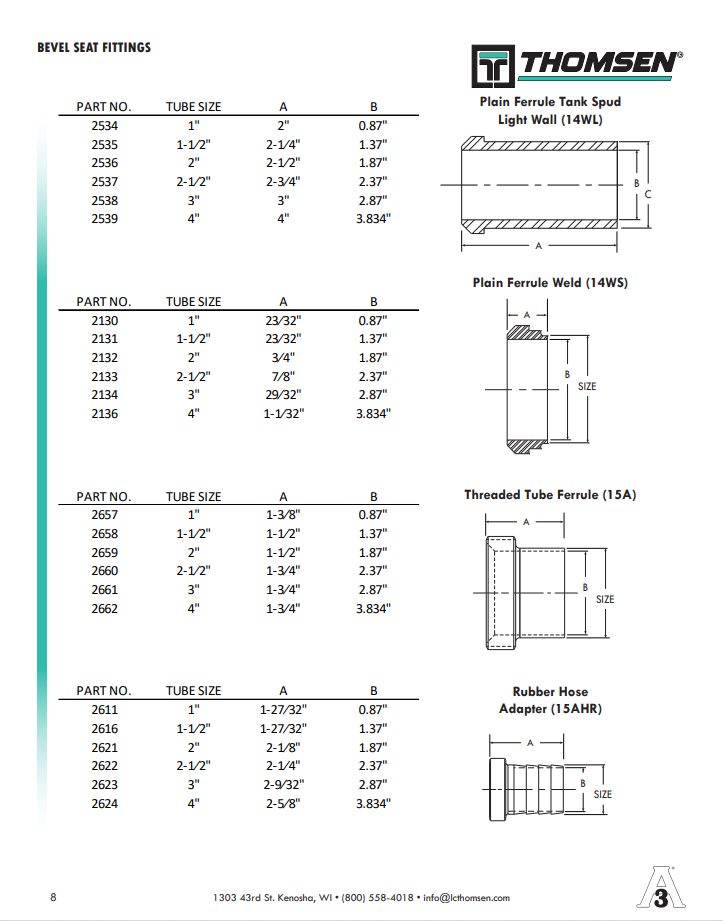 BEVEL SEAT FITTINGS
THOMSEN®
PART NO. TUBE SIZE A B
2534 1" 2" 0.87"
2535 1-1/2" 2-1⁄4" 1.37"
2536 2" 2-1⁄2" 1.87"
2537 2-1⁄2" 2-3⁄4" 2.37"
2538 3" 3" 2.87"
2539 4" 4" 3.834"
Plain Ferrule Tank Spud
Light Wall (14WL)
B
C
A
PART NO. TUBE SIZE A B
2130 1" 23⁄32" 0.87"
2131 1-1/2" 23⁄32" 1.37"
2132 2" 3⁄4" 1.87"
2133 2-1⁄2" 7⁄8" 2.37"
2134 3" 29⁄32" 2.87"
2136 4" 1-1⁄32" 3.834"
Plain Ferrule Weld (14WS)
A
B
SIZE
PART NO. TUBE SIZE A B
2657 1" 1-3⁄8" 0.87"
2658 1-1/2" 1-1⁄2" 1.37"
2659 2" 1-1⁄2" 1.87"
2660 2-1⁄2" 1-3⁄4" 2.37"
2661 3" 1-3⁄4" 2.87"
2662 4" 1-3⁄4" 3.834"
Threaded Tube Ferrule (15A)
A
B
SIZE
PART NO. TUBE SIZE A B
2611 1" 1-27⁄32" 0.87"
2616 1-1/2" 1-27⁄32" 1.37"
2621 2" 2-1⁄8" 1.87"
2622 2-1⁄2" 2-1⁄4" 2.37"
2623 3" 2-9⁄32" 2.87"
2624 4" 2-5⁄8" 3.834"
Rubber Hose
Adapter (15AHR)
A
B
SIZE
8
1303 43rd St. Kenosha, WI • (800) 558-4018 • info@lcthomsen.com
A 3 ®